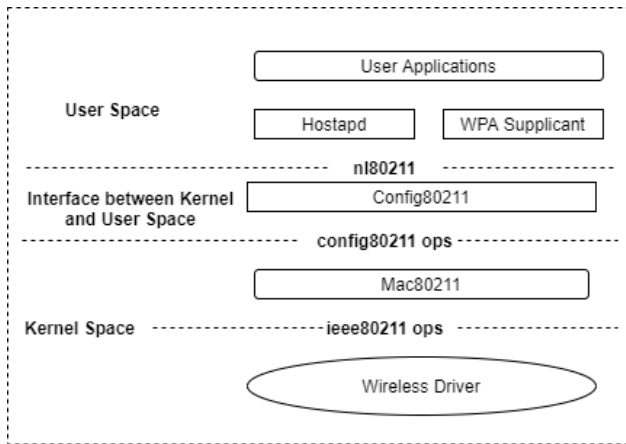 User Applications
User Space
Hostapd
WPA Supplicant
nl80211
Interface between Kernel
and User Space
Config80211
config80211 ops
Mac80211
Kernel Space
ieee80211 ops
Wireless Driver